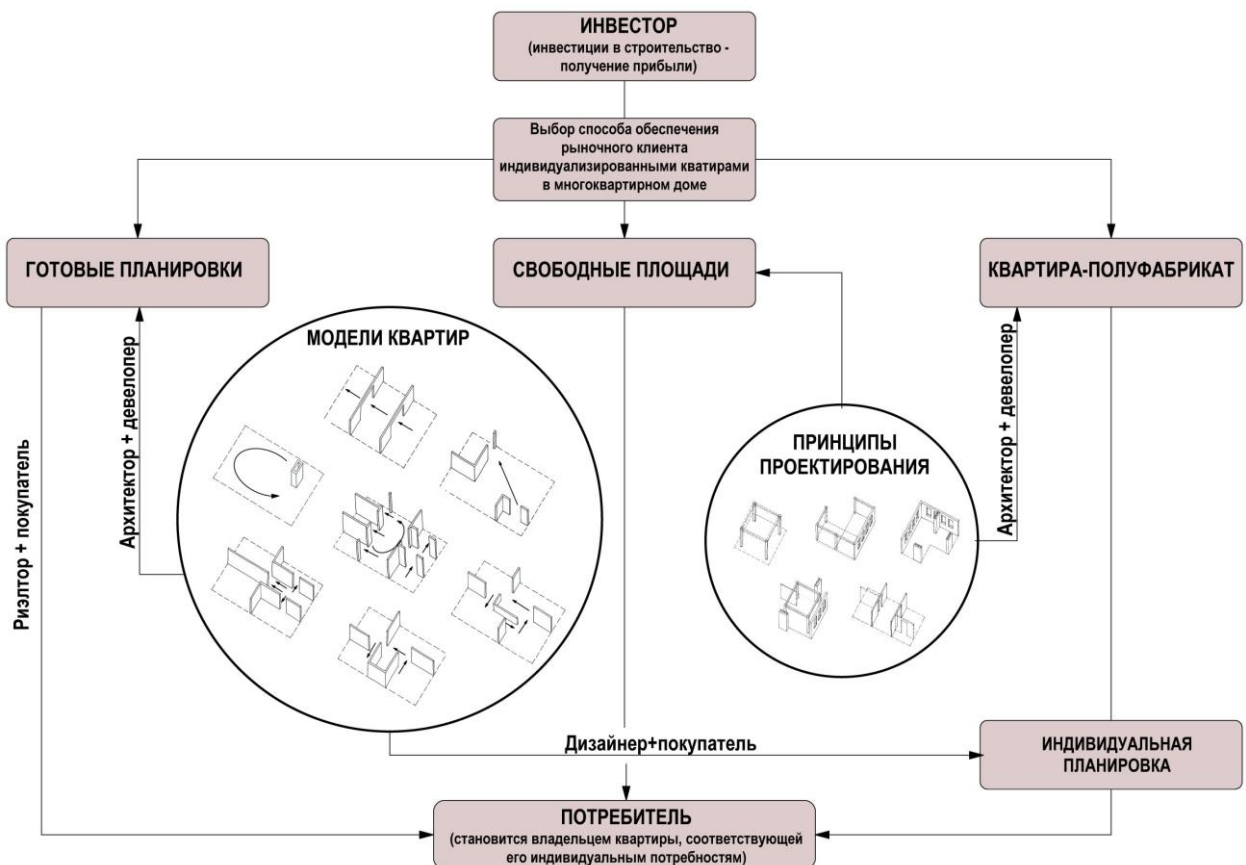 ИНВЕСТОР
(инвестиции в строительство -
получение прибыли)
Выбор способа обеспечения
рыночного клиента
индивидуализированными кватирами
в многоквартирном доме
ГОТОВЫЕ ПЛАНИРОВКИ
СВОБОДНЫЕ ПЛОЩАДИ
КВАРТИРА-ПОЛУФАБРИКАТ
МОДЕЛИ КВАРТИР
ПРИНЦИПЫ
ПРОЕКТИРОВАНИЯ
Риэлтор + покупатель
Архитектор + девелопер
Архитектор + девелопер
Дизайнер+покупатель
ИНДИВИДУАЛЬНАЯ
ПЛАНИРОВКА
ПОТРЕБИТЕЛЬ
(становится владельцем квартиры, соответствующей
его индивидуальным потребностям)